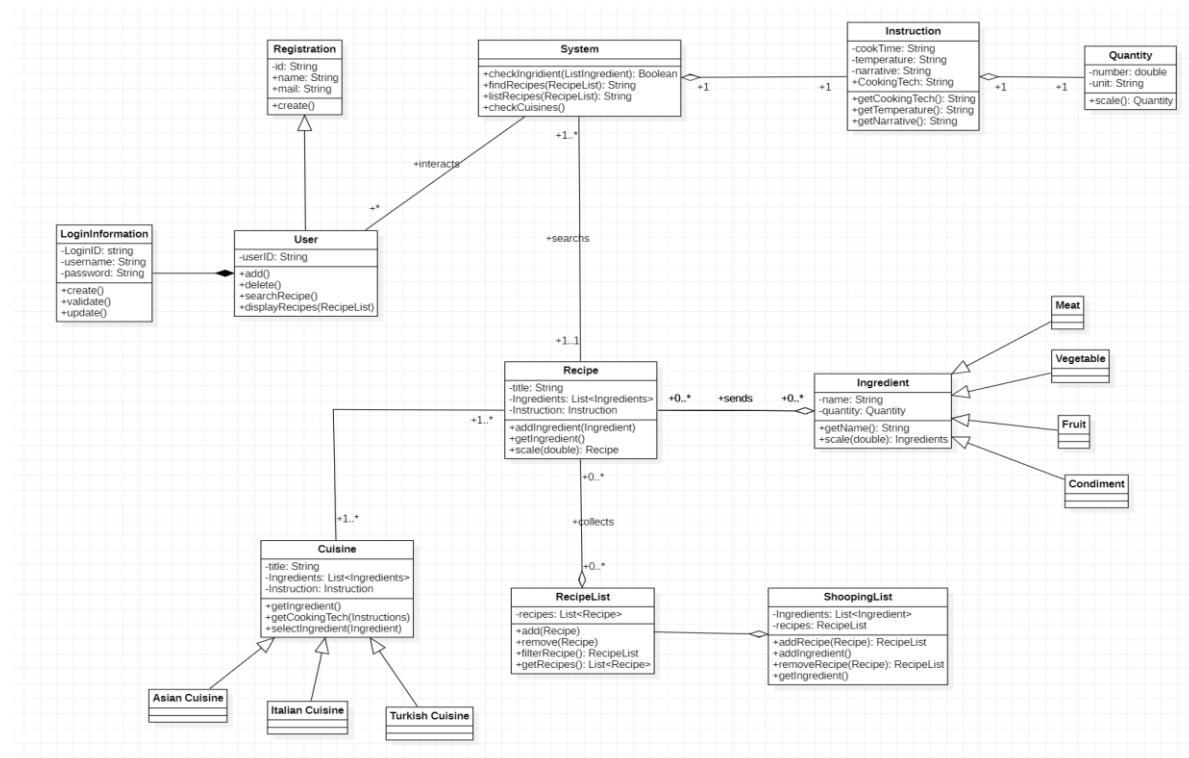 Registration
-id: String
+name: String
+mail: String
+create()
System
+checkIngridient(ListIngredient): Boolean
+findRecipes(RecipeList): String
+listRecipes(RecipeList): String
+checkCuisines()
+1
+1
Instruction
-cookTime: String
-temperature: String
-narrative: String
+CookingTech: String
+getCookingTech(): String
+getTemperature(): String
+getNarrative(): String
+1
+1
Quantity
-number: double
-unit: String
+scale(): Quantity
+1..*
+interacts
+*
LoginInformation
-LoginID: string
-username: String
-password: String
+create()
+validate()
+update()
User
-userID: String
+add()
+delete()
+searchRecipe()
+displayRecipes(RecipeList)
+searchs
+1..1
Recipe
-title: String
-Ingredients: List<Ingredients>
-Instruction: Instruction
+addIngredient(Ingredient)
+getIngredient()
+scale(double): Recipe
+0..*
+sends
+0..*
Ingredient
-name: String
-quantity: Quantity
+getName(): String
+scale(double): Ingredients
Meat
Vegetable
Fruit
Condiment
+1..*
+1..*
+0..*
+collects
+0..*
Cuisine
-title: String
-Ingredients: List<Ingredients>
-Instruction: Instruction
+getIngredient()
+getCookingTech(Instructions)
+selectIngredient(Ingredient)
RecipeList
-recipes: List<Recipe>
+add(Recipe)
+remove(Recipe)
+filterRecipe(): RecipeList
+getRecipes(): List<Recipe>
ShoopingList
-Ingredients: List<Ingredient>
-recipes: RecipeList
+addRecipe(Recipe): RecipeList
+addIngredient()
+removeRecipe(Recipe): RecipeList
+getIngredient()
Asian Cuisine
Italian Cuisine
Turkish Cuisine